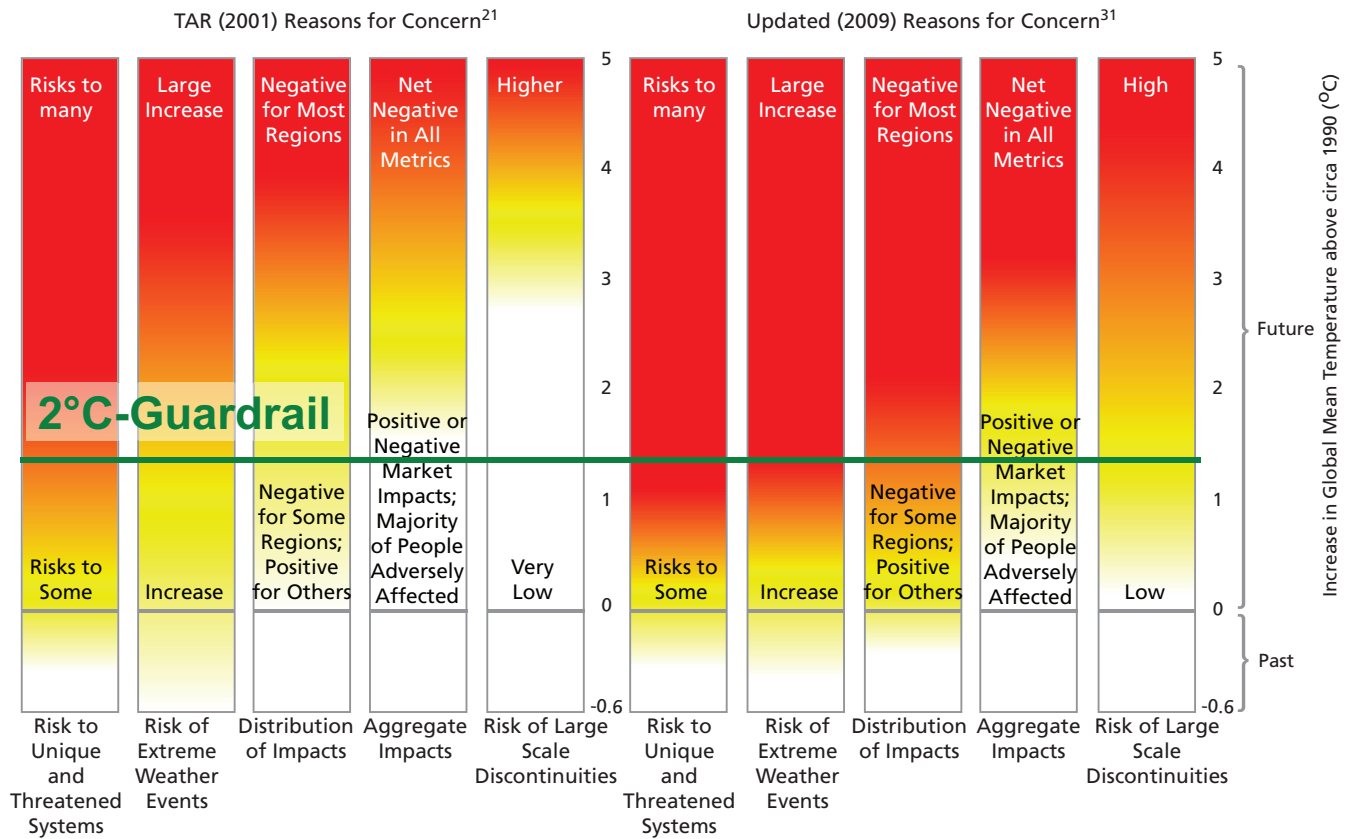 TAR (2001) Reasons for Concern21
Updated (2009) Reasons for Concern31
Risks to
many
Large
Increase
Negative
for Most
Regions
Net
Negative
in All
Metrics
Higher
5
4
3
2
1
0
-0.6
Risks to
many
Large
Increase
Negative
for Most
Regions
Net
Negative
in All
Metrics
High
5
4
3
2
1
0
-0.6
2°C-Guardrail
Risks to
Some
Increase
Negative
for Some
Regions;
Positive
for Others
Positive or
Negative
Market
Impacts;
Majority
of People
Adversely
Affected
Very
Low
Risks to
Some
Increase
Negative
for Some
Regions;
Positive
for Others
Positive or
Negative
Market
Impacts;
Majority
of People
Adversely
Affected
Low
Future
Past
Increase in Global Mean Temperature above circa 1990 (°C)
Risk to
Unique
and
Threatened
Systems
Risk of
Extreme
Weather
Events
Distribution
of Impacts
Aggregate
Impacts
Risk of Large
Scale
Discontinuities
Risk to
Unique
and
Threatened
Systems
Risk of
Extreme
Weather
Events
Distribution
of Impacts
Aggregate
Impacts
Risk of Large
Scale
Discontinuities